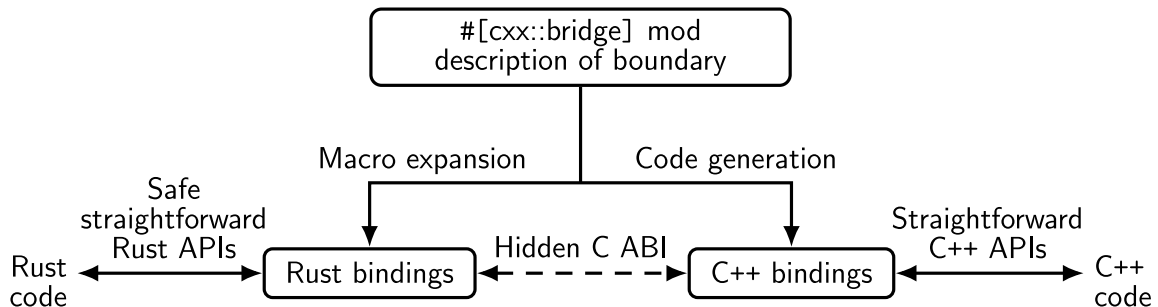 #[cxx::bridge] mod
description of boundary
Macro expansion
Code generation
Safe
straightforward
Rust APIs
Hidden C ABI
Straightforward
C++ APIs
Rust
code
Rust bindings
C++ bindings
C++
code